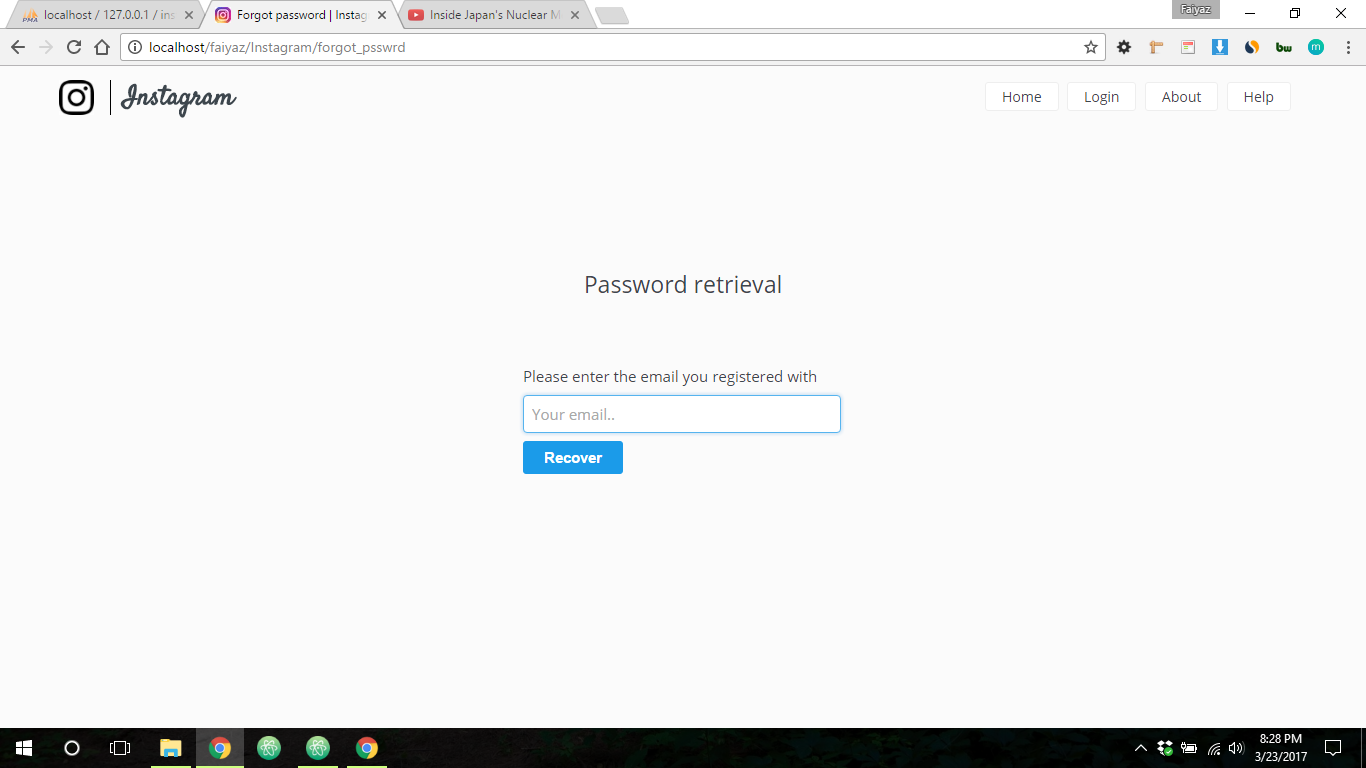 localhost / 127.0.0.1 / ins
Forgot password | Instag
Inside Japan's Nuclear M
Faiyaz
localhost/faiyaz/Instagram/forgot_psswrd
bw
m
Instagram
Home
Login
About
Help
Password retrieval
Please enter the email you registered with
Your email..
Recover
8:28 PM
3/23/2017